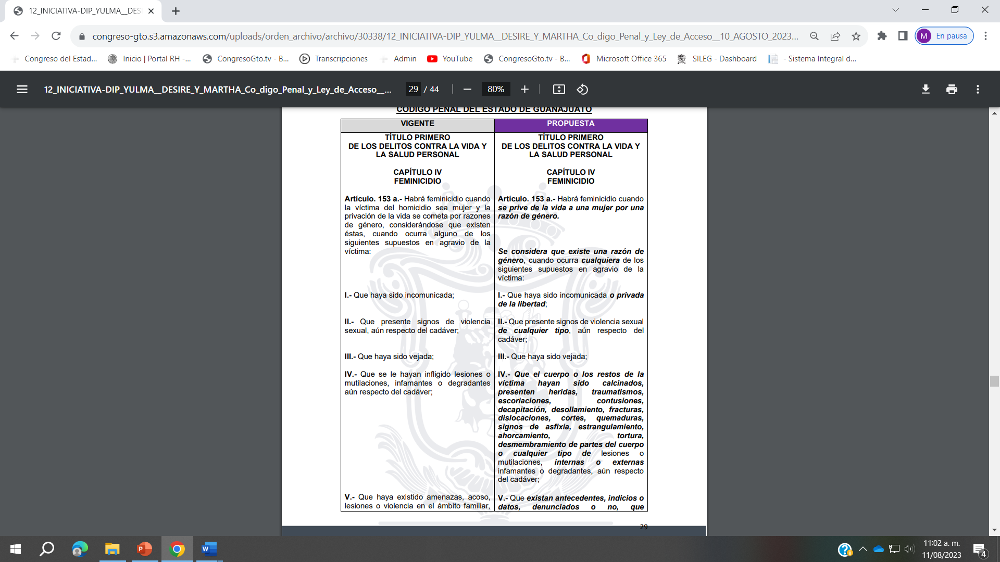 12_INICIATIVA-DIP_YULMA__DES
congreso-gto.s3.amazonaws.com/uploads/orden_archivo/archivo/30338/12_INICIATIVA-DIP_YULMA__DESIRE_Y_MARTHA_Co_digo_Penal_y_Ley_de_Acceso__10_AGOSTO_2023...
M En pausa
Congreso del Estad...
Inicio | Portal RH -...
CongresoGto.tv - B...
Transcripciones
Admin
YouTube
CongresoGto.tv - B...
Microsoft Office 365
SILEG - Dashboard
- Sistema Integral d...
12_INICIATIVA-DIP_YULMA__DESIRE_Y_MARTHA_Co_digo_Penal_y_Ley_de_Acceso__...
29 / 44
80%
CÓDIGO PENAL DEL ESTADO DE GUANAJUATO
VIGENTE
TÍTULO PRIMERO
DE LOS DELITOS CONTRA LA VIDA Y
LA SALUD PERSONAL
CAPÍTULO IV
FEMINICIDIO
Artículo. 153 a.- Habrá feminicidio cuando
la víctima del homicidio sea mujer y la
privación de la vida se cometa por razones
de género, considerándose que existen
éstas, cuando ocurra alguno de los
siguientes supuestos en agravio de la
víctima:
I.- Que haya sido incomunicada;
II.- Que presente signos de violencia
sexual, aún respecto del cadáver;
III.- Que haya sido vejada;
IV.- Que se le hayan infligido lesiones o
mutilaciones, infamantes o degradantes
aún respecto del cadáver;
V.- Que haya existido amenazas, acoso,
lesiones o violencia en el ámbito familiar,
PROPUESTA
TÍTULO PRIMERO
DE LOS DELITOS CONTRA LA VIDA Y
LA SALUD PERSONAL
CAPÍTULO IV
FEMINICIDIO
Artículo. 153 a.- Habrá feminicidio cuando
se prive de la vida a una mujer por una
razón de género.
Se considera que existe una razón de
género, cuando ocurra cualquiera de los
siguientes supuestos en agravio de la
víctima:
I.- Que haya sido incomunicada o privada
de la libertad;
II.- Que presente signos de violencia sexual
de cualquier tipo, aún respecto del
cadáver;
III.- Que haya sido vejada;
IV.- Que el cuerpo o los restos de la
víctima hayan sido calcinados,
presenten heridas, traumatismos,
escoriaciones, contusiones,
decapitación, desollamiento, fracturas,
dislocaciones, cortes, quemaduras,
signos de asfixia, estrangulamiento,
ahorcamiento, tortura,
desmembramiento de partes del cuerpo
o cualquier tipo de lesiones o
mutilaciones, internas o externas
infamantes o degradantes, aún respecto
del cadáver;
V.- Que existan antecedentes, indicios o
datos, denunciados o no, que
29
11:02 a. m.
11/08/2023
4